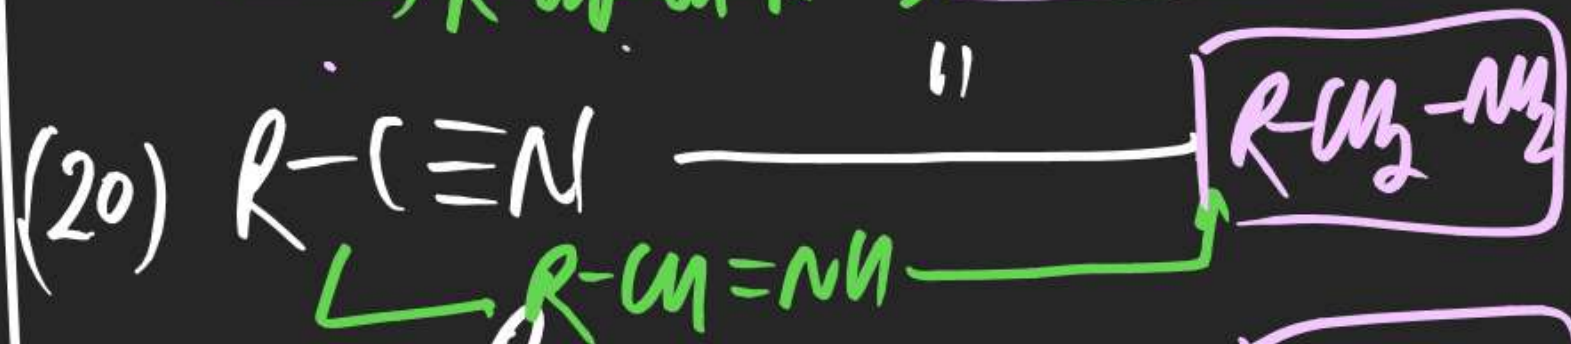 (20) R-C≡N " R-CH₂-NH₂
R-CH=NH